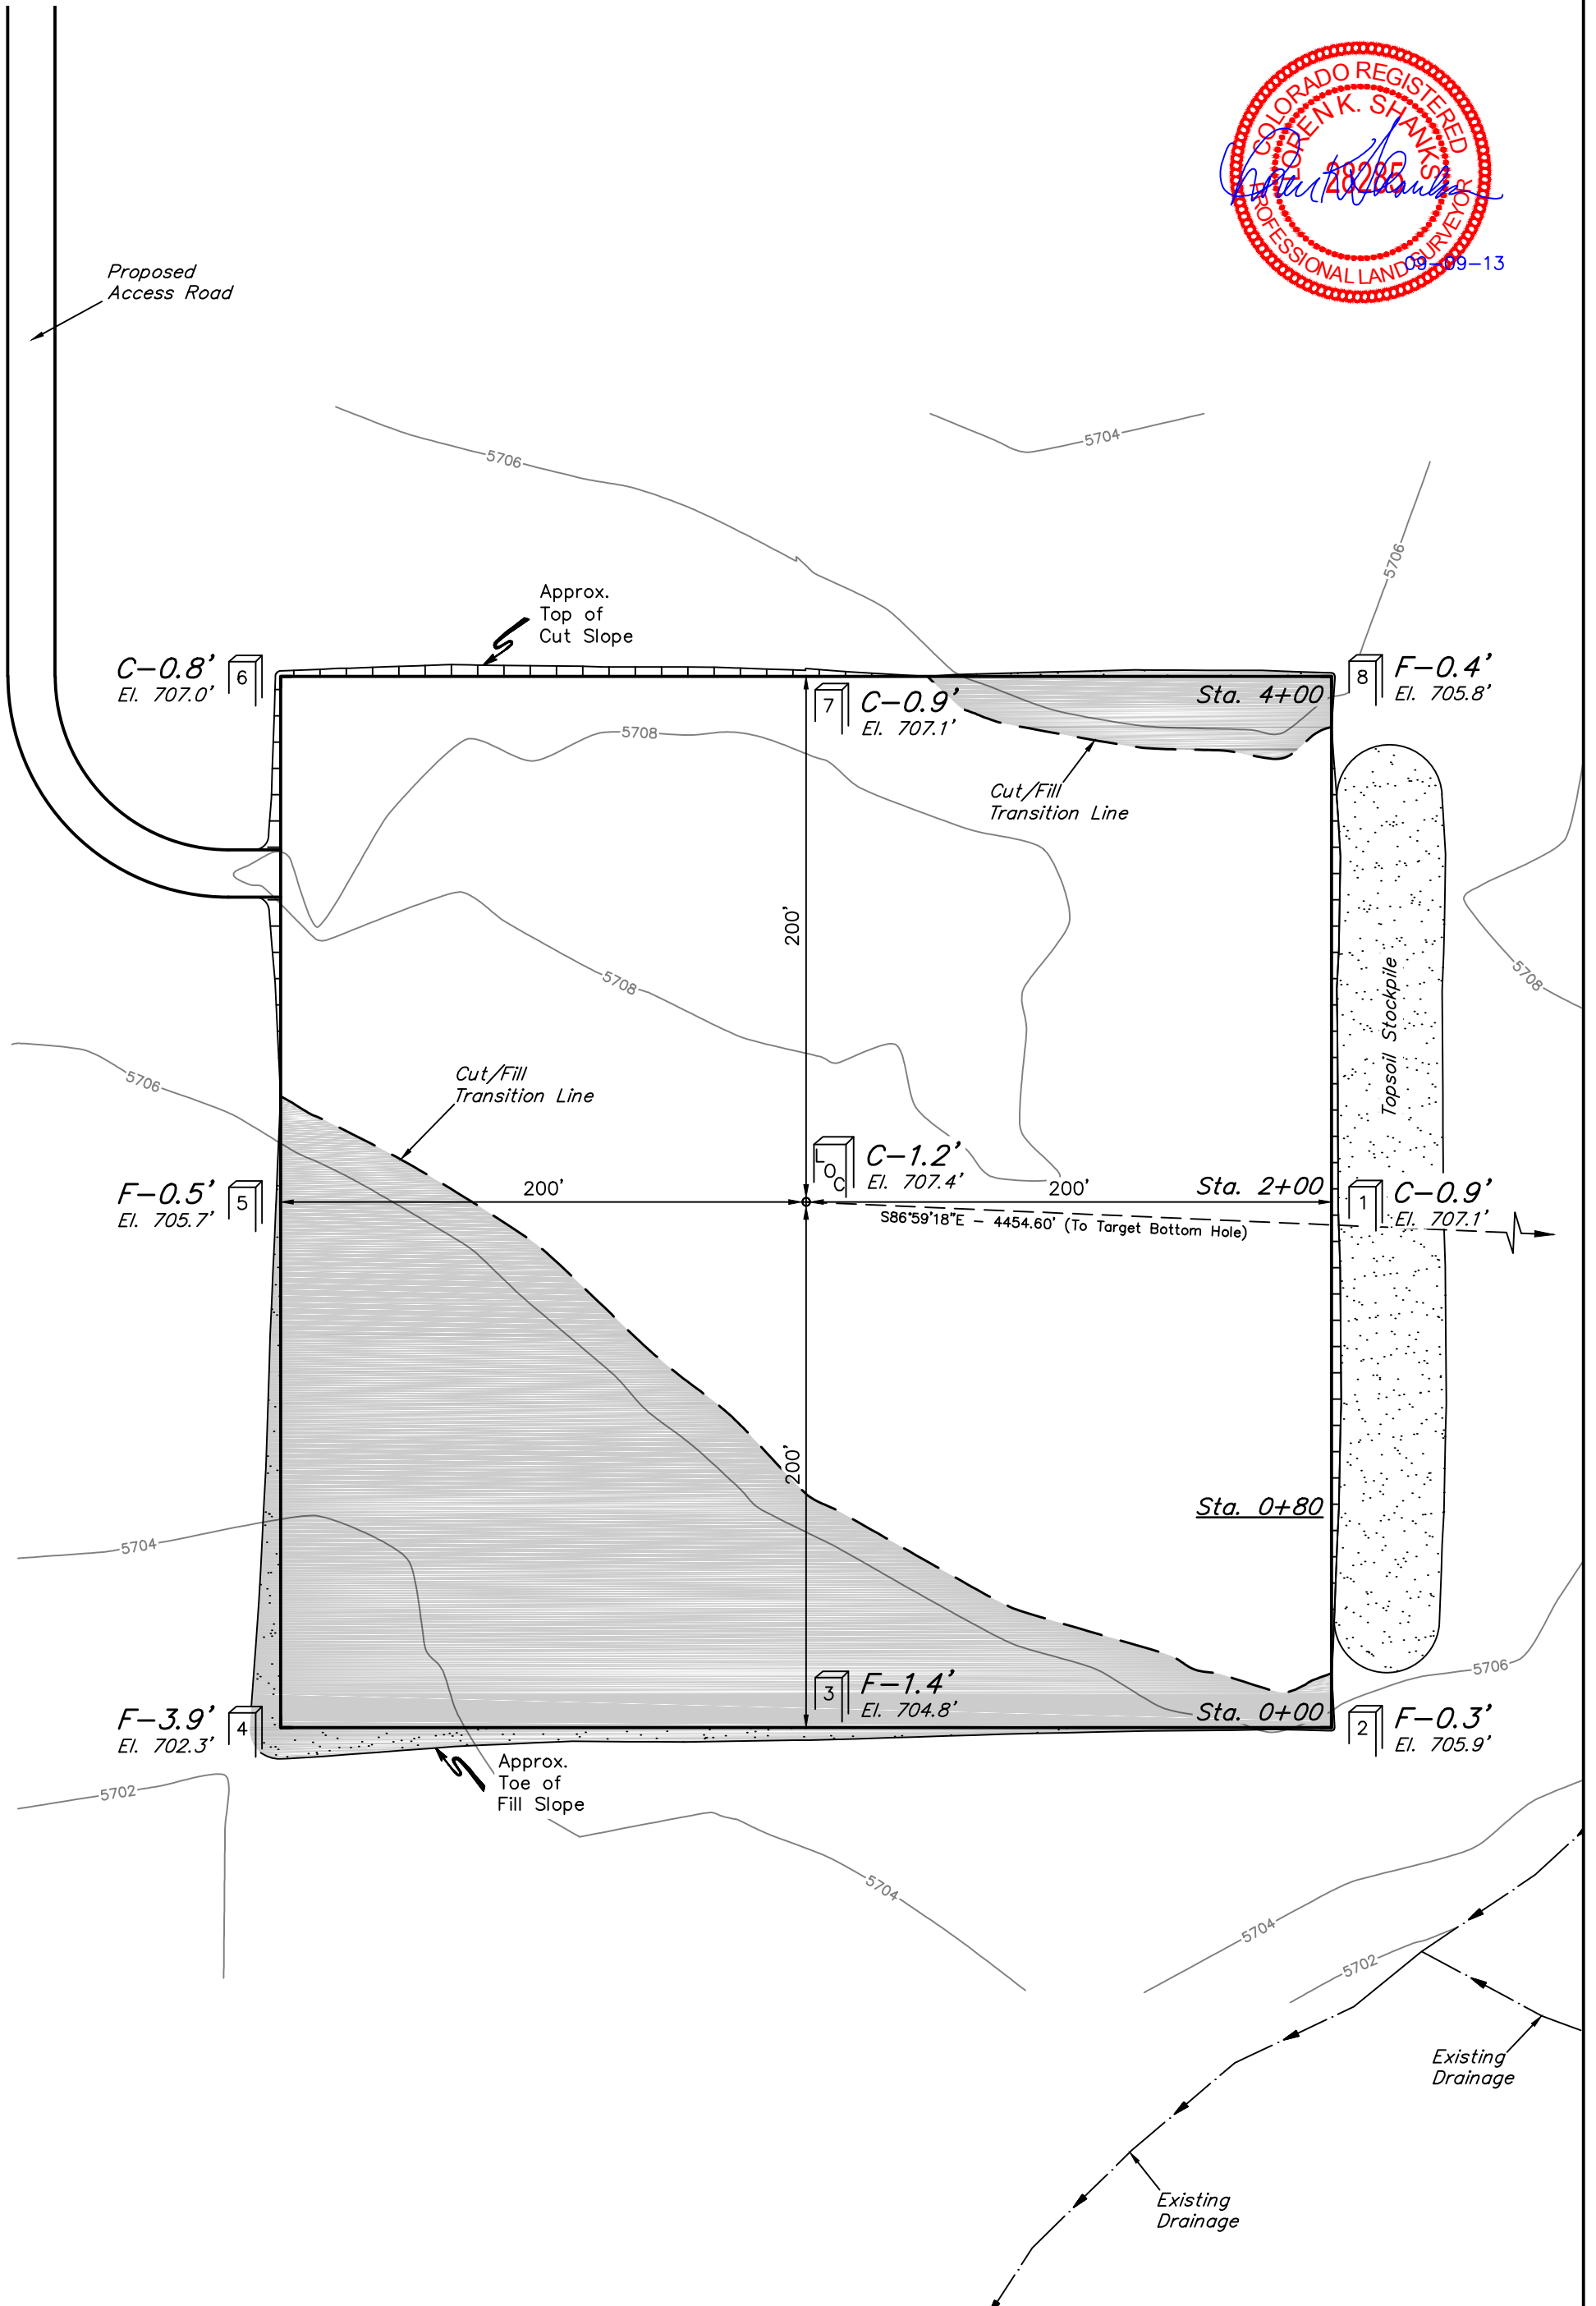 COLORADO REGISTERED
LOREN K. SHANKS
28285
PROFESSIONAL LAND SURVEYOR
09-09-13
Proposed
Access Road
5706
5704
5706
Approx.
Top of
Cut Slope
C-0.8'
El. 707.0'
6
7
C-0.9'
El. 707.1'
Sta. 4+00
8
F-0.4'
El. 705.8'
5708
Cut/Fill
Transition Line
200'
5708
5708
Topsoil Stockpile
5706
Cut/Fill
Transition Line
F-0.5'
El. 705.7'
5
200'
LOC
C-1.2'
El. 707.4'
200'
Sta. 2+00
1
C-0.9'
El. 707.1'
S86°59'18"E - 4454.60' (To Target Bottom Hole)
200'
Sta. 0+80
5704
5706
F-3.9'
El. 702.3'
4
3
F-1.4'
El. 704.8'
Sta. 0+00
2
F-0.3'
El. 705.9'
Approx.
Toe of
Fill Slope
5702
5704
5704
5702
Existing
Drainage
Existing
Drainage